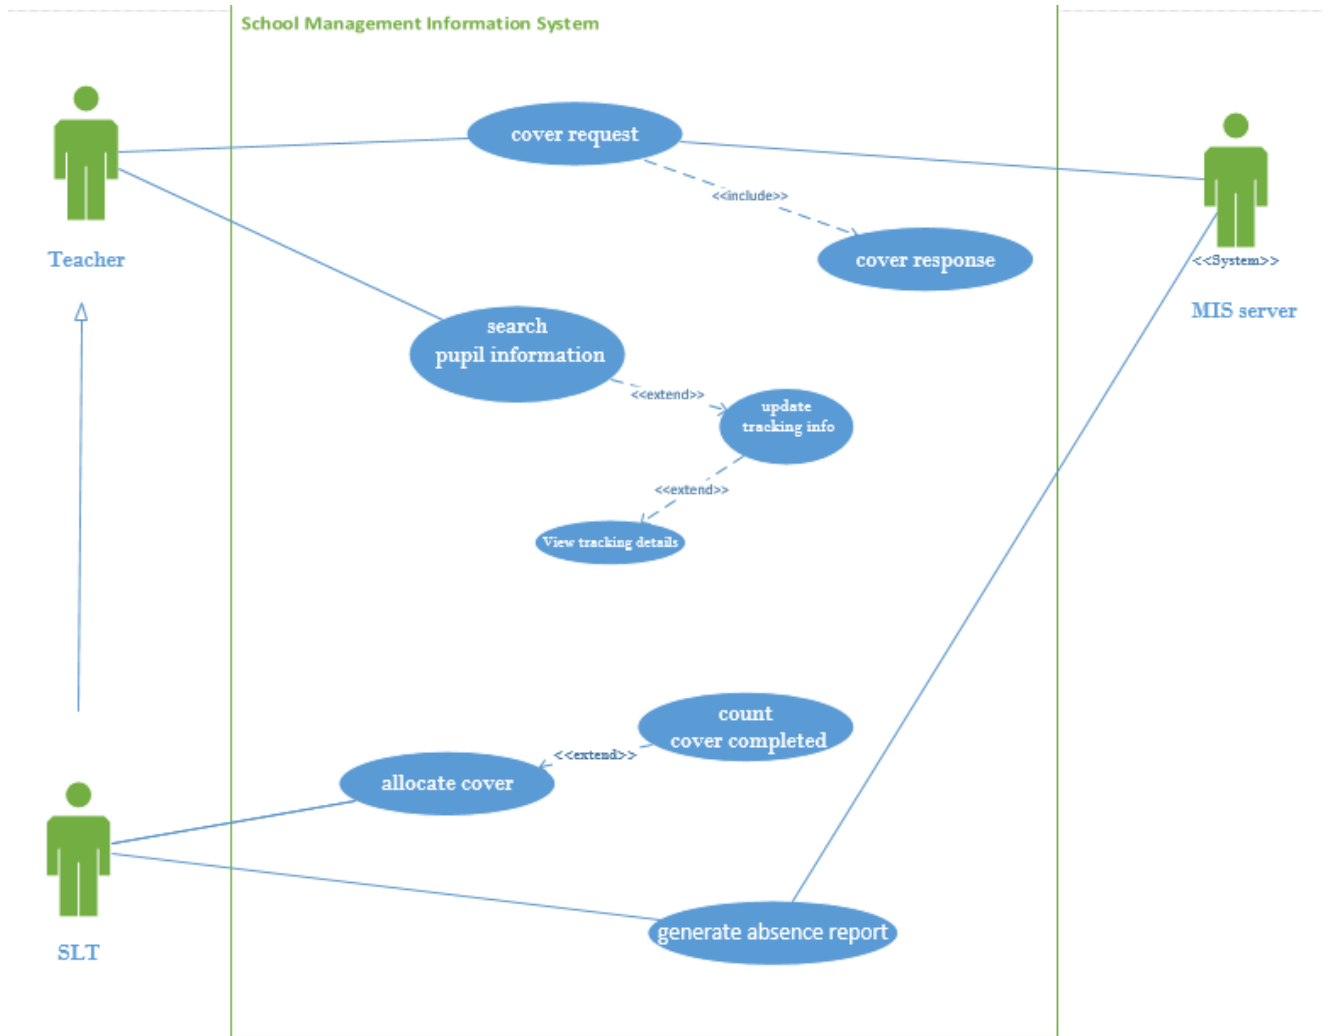 School Management Information System
cover request
<<include>>
Teacher
cover response
<<System>>
MIS server
search
pupil information
<<extend>>
update
tracking info
<<extend>>
View tracking details
count
cover completed
<<extend>>
allocate cover
generate absence report
SLT